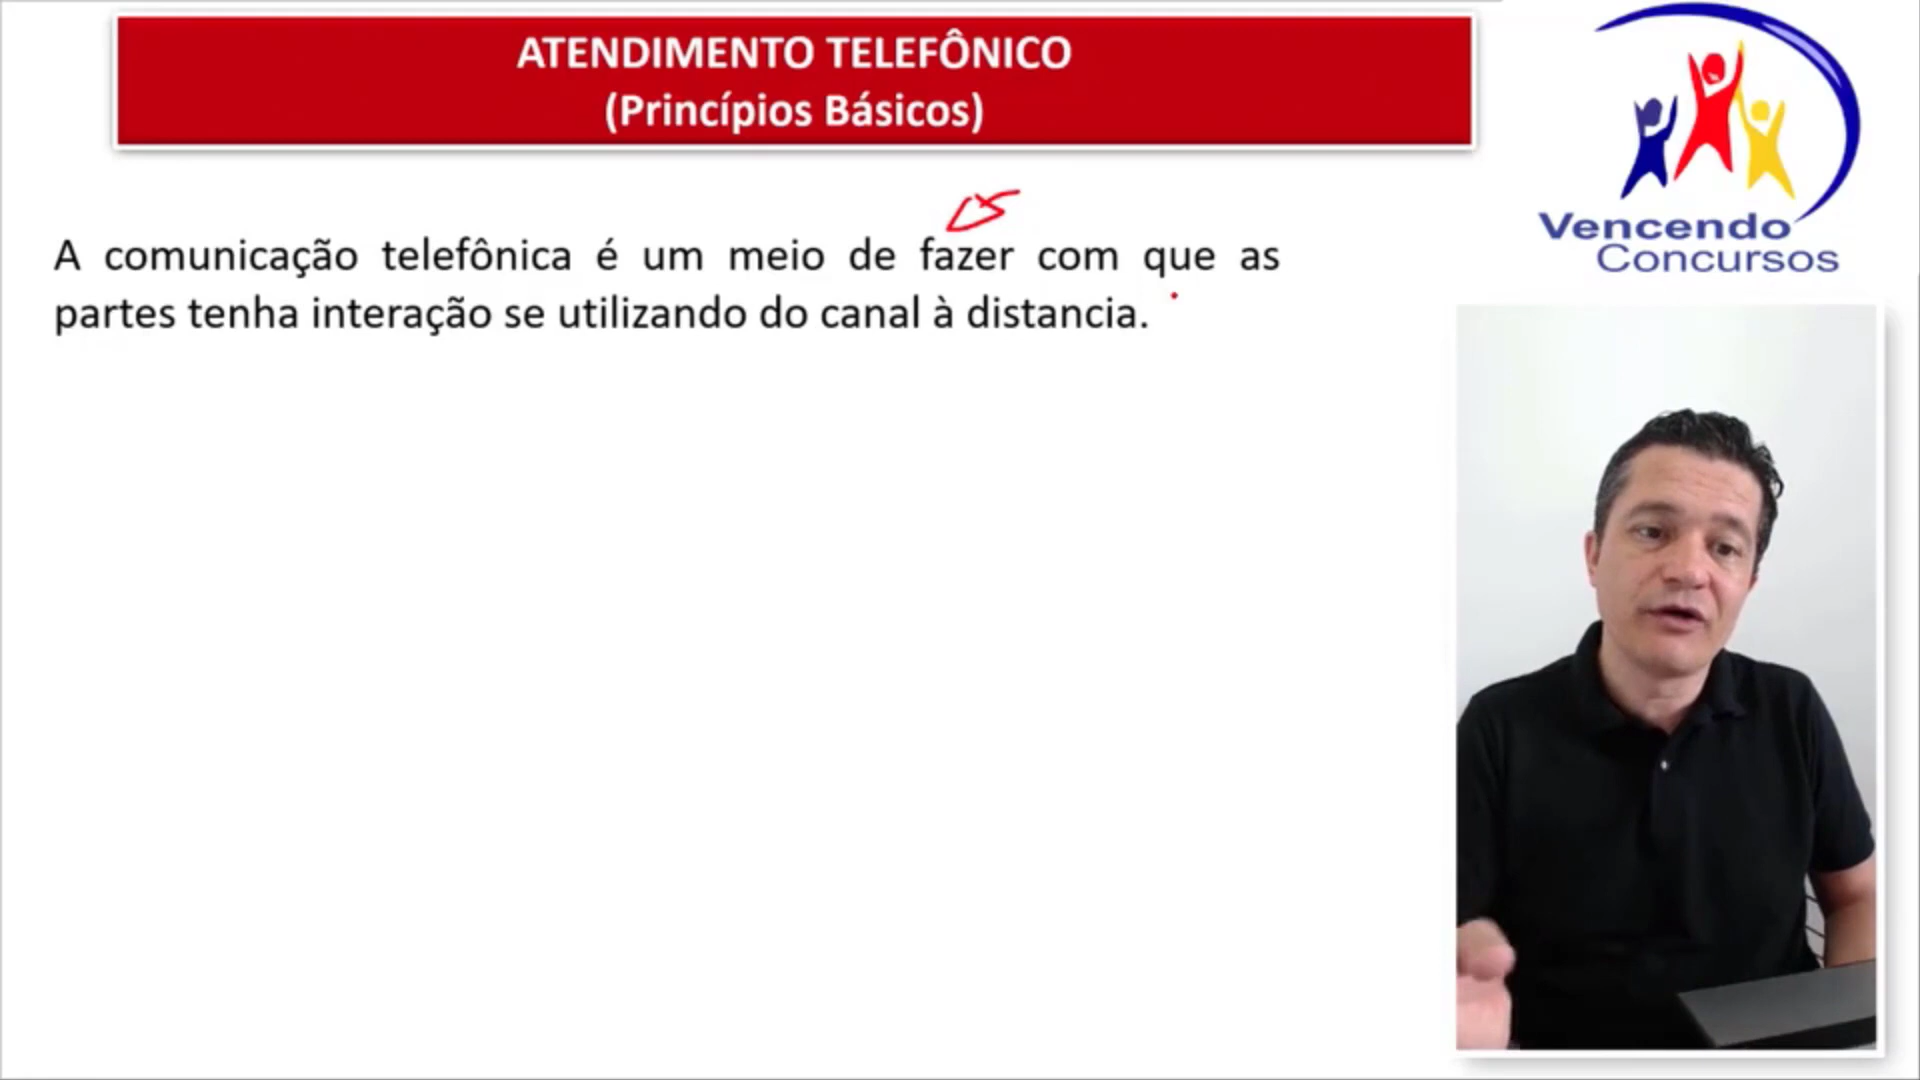 ATENDIMENTO TELEFÔNICO
(Princípios Básicos)
Vencendo
Concursos
A comunicação telefônica é um meio de fazer com que as
partes tenha interação se utilizando do canal à distancia.